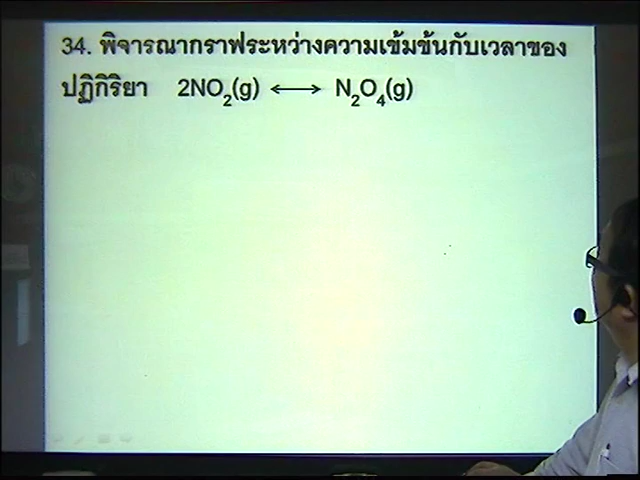 34. พิจารณากราฟระหว่างความเข้มข้นกับเวลาของ
ปฏิกิริยา 2NO₂(g) ⟷ N₂O₄(g)